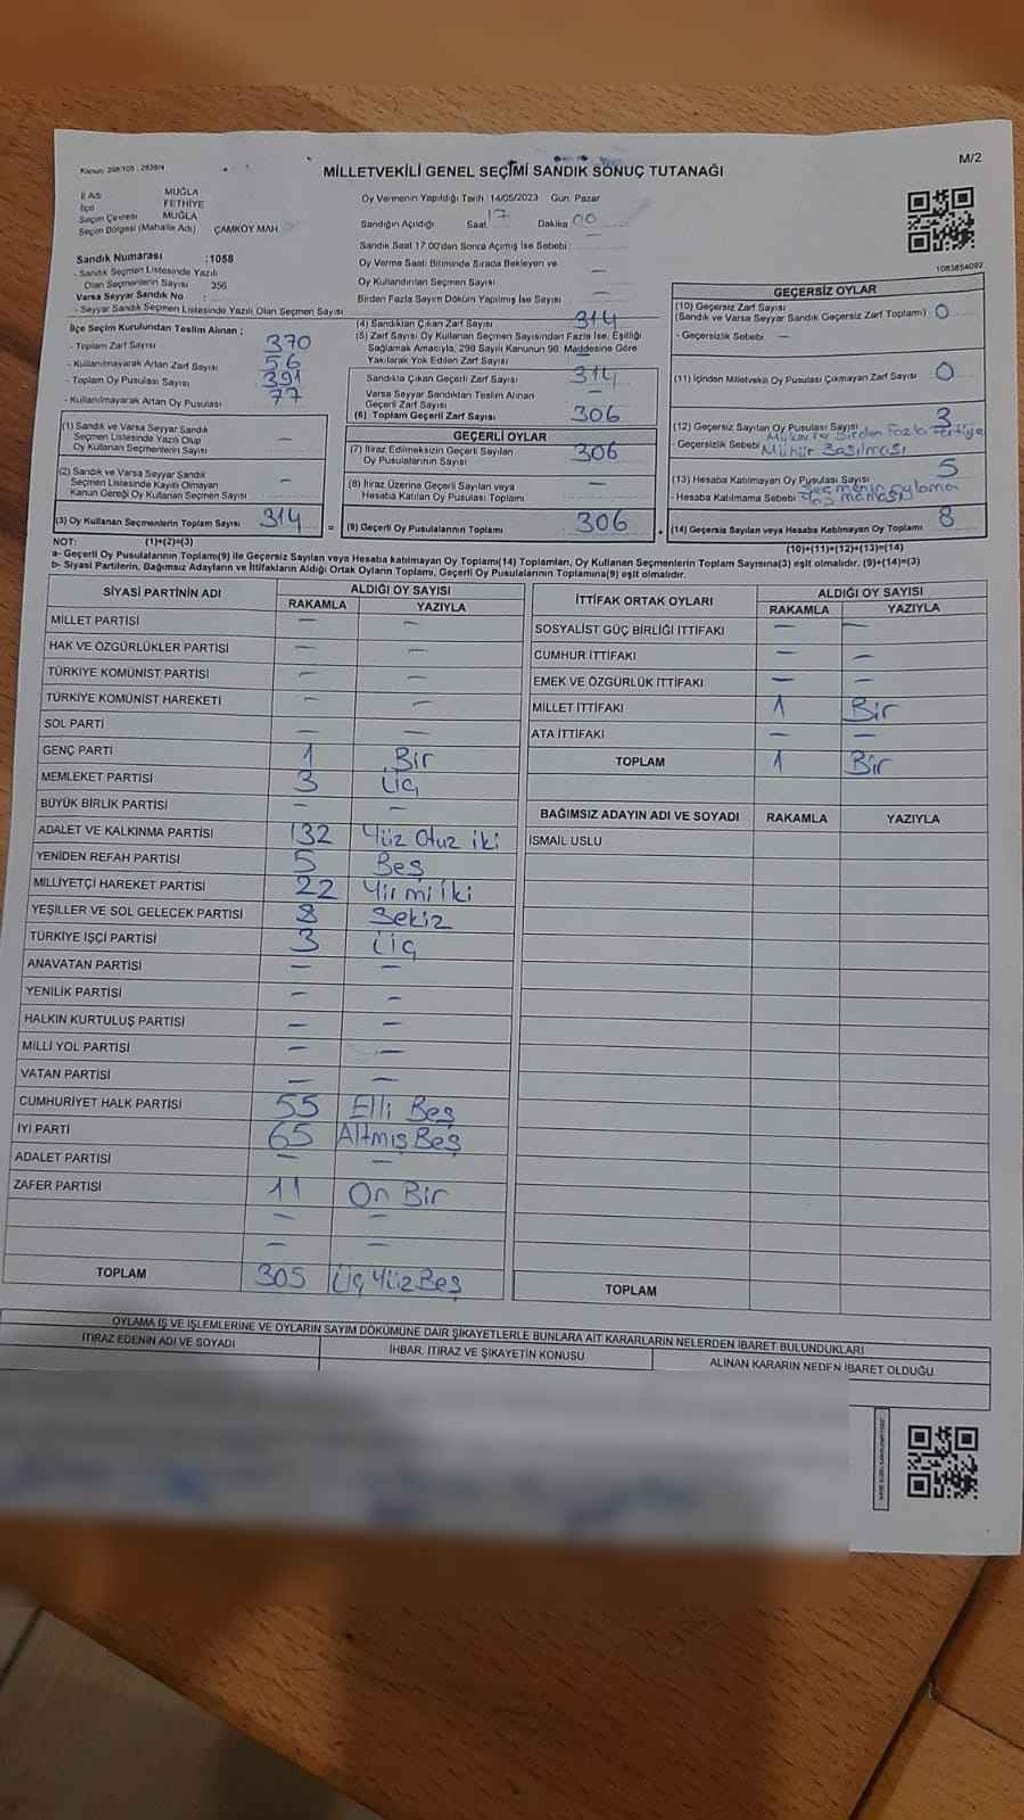 Kanun: 298/105 ; 2839/4
M/2
MİLLETVEKİLİ GENEL SEÇİMİ SANDIK SONUÇ TUTANAĞI
İl Adı MUĞLA
İlçe FETHİYE
Seçim Çevresi MUĞLA
Seçim Bölgesi (Mahalle Adı) ÇAMKÖY MAH.
Sandık Numarası :1058
- Sandık Seçmen Listesinde Yazılı
Olan Seçmenlerin Sayısı 356
Varsa Seyyar Sandık No :
- Seyyar Sandık Seçmen Listesinde Yazılı Olan Seçmen Sayısı
Oy Vermenin Yapıldığı Tarih : 14/05/2023 Gün: Pazar
Sandığın Açıldığı Saat 17 Dakika 00
Sandık Saat 17.00'den Sonra Açmış İse Sebebi :
Oy Verme Saati Bitiminde Sırada Bekleyen ve
Oy Kullandırılan Seçmen Sayısı —
Birden Fazla Sayım Döküm Yapılmış İse Sayısı —
1083854097
İlçe Seçim Kurulundan Teslim Alınan :
- Toplam Zarf Sayısı 370
- Kullanılmayarak Artan Zarf Sayısı 56
- Toplam Oy Pusulası Sayısı 391
- Kullanılmayarak Artan Oy Pusulası 77
(1) Sandık ve Varsa Seyyar Sandık
Seçmen Listesinde Yazılı Olup
Oy Kullanan Seçmenlerin Sayısı —
(2) Sandık ve Varsa Seyyar Sandık
Seçmen Listesinde Kayıtlı Olmayan
Kanun Gereği Oy Kullanan Seçmen Sayısı —
(3) Oy Kullanan Seçmenlerin Toplam Sayısı 314
(1)+(2)=(3)
(4) Sandıktan Çıkan Zarf Sayısı 314
(5) Zarf Sayısı Oy Kullanan Seçmen Sayısından Fazla İse, Eşitliği
Sağlamak Amacıyla, 298 Sayılı Kanunun 98. Maddesine Göre
Yakılarak Yok Edilen Zarf Sayısı —
Sandıkta Çıkan Geçerli Zarf Sayısı 314
Varsa Seyyar Sandıktan Teslim Alınan
Geçerli Zarf Sayısı —
(6) Toplam Geçerli Zarf Sayısı 306
GEÇERLİ OYLAR
(7) İtiraz Edilmeksizin Geçerli Sayılan
Oy Pusulalarının Sayısı 306
(8) İtiraz Üzerine Geçerli Sayılan veya
Hesaba Katılan Oy Pusulası Toplamı —
= (9) Geçerli Oy Pusulalarının Toplamı 306
GEÇERSİZ OYLAR
(10) Geçersiz Zarf Sayısı
(Sandık ve Varsa Seyyar Sandık Geçersiz Zarf Toplamı) 0
- Geçersizlik Sebebi —
(11) İçinden Milletvekili Oy Pusulası Çıkmayan Zarf Sayısı 0
(12) Geçersiz Sayılan Oy Pusulası Sayısı 3
- Geçersizlik Sebebi Birden Fazla Partiye
Mühür Basılması
(13) Hesaba Katılmayan Oy Pusulası Sayısı 5
- Hesaba Katılmama Sebebi Seçmenin Oylama
+ (14) Geçersiz Sayılan veya Hesaba Katılmayan Oy Toplamı 8
(10)+(11)+(12)+(13)=(14)
NOT:
a- Geçerli Oy Pusulalarının Toplamı(9) ile Geçersiz Sayılan veya Hesaba katılmayan Oy Toplamı(14) Toplamları, Oy Kullanan Seçmenlerin Toplam Sayısına(3) eşit olmalıdır. (9)+(14)=(3)
b- Siyasi Partilerin, Bağımsız Adayların ve İttifakların Aldığı Ortak Oyların Toplamı, Geçerli Oy Pusulalarının Toplamına(9) eşit olmalıdır.
SİYASİ PARTİNİN ADI ALDIĞI OY SAYISI
RAKAMLA YAZIYLA
MİLLET PARTİSİ — —
HAK VE ÖZGÜRLÜKLER PARTİSİ — —
TÜRKİYE KOMÜNİST PARTİSİ — —
TÜRKİYE KOMÜNİST HAREKETİ — —
SOL PARTİ — —
GENÇ PARTİ 1 Bir
MEMLEKET PARTİSİ 3 Üç
BÜYÜK BİRLİK PARTİSİ — —
ADALET VE KALKINMA PARTİSİ 132 Yüz Otuz iki
YENİDEN REFAH PARTİSİ 5 Beş
MİLLİYETÇİ HAREKET PARTİSİ 22 Yirmi İki
YEŞİLLER VE SOL GELECEK PARTİSİ 8 Sekiz
TÜRKİYE İŞÇİ PARTİSİ 3 Üç
ANAVATAN PARTİSİ — —
YENİLİK PARTİSİ — —
HALKIN KURTULUŞ PARTİSİ — —
MİLLİ YOL PARTİSİ — —
VATAN PARTİSİ — —
CUMHURİYET HALK PARTİSİ 55 Elli Beş
İYİ PARTİ 65 Altmış Beş
ADALET PARTİSİ — —
ZAFER PARTİSİ 11 On Bir
— —
— —
TOPLAM 305 Üç Yüz Beş
İTTİFAK ORTAK OYLARI ALDIĞI OY SAYISI
RAKAMLA YAZIYLA
SOSYALİST GÜÇ BİRLİĞİ İTTİFAKI — —
CUMHUR İTTİFAKI — —
EMEK VE ÖZGÜRLÜK İTTİFAKI — —
MİLLET İTTİFAKI 1 Bir
ATA İTTİFAKI — —
TOPLAM 1 Bir
BAĞIMSIZ ADAYIN ADI VE SOYADI RAKAMLA YAZIYLA
İSMAİL USLU
TOPLAM
OYLAMA İŞ VE İŞLEMLERİNE VE OYLARIN SAYIM DÖKÜMÜNE DAİR ŞİKAYETLERLE BUNLARA AİT KARARLARIN NELERDEN İBARET BULUNDUKLARI
İTİRAZ EDENİN ADI VE SOYADI İHBAR, İTİRAZ VE ŞİKAYETİN KONUSU ALINAN KARARIN NEDEN İBARET OLDUĞU